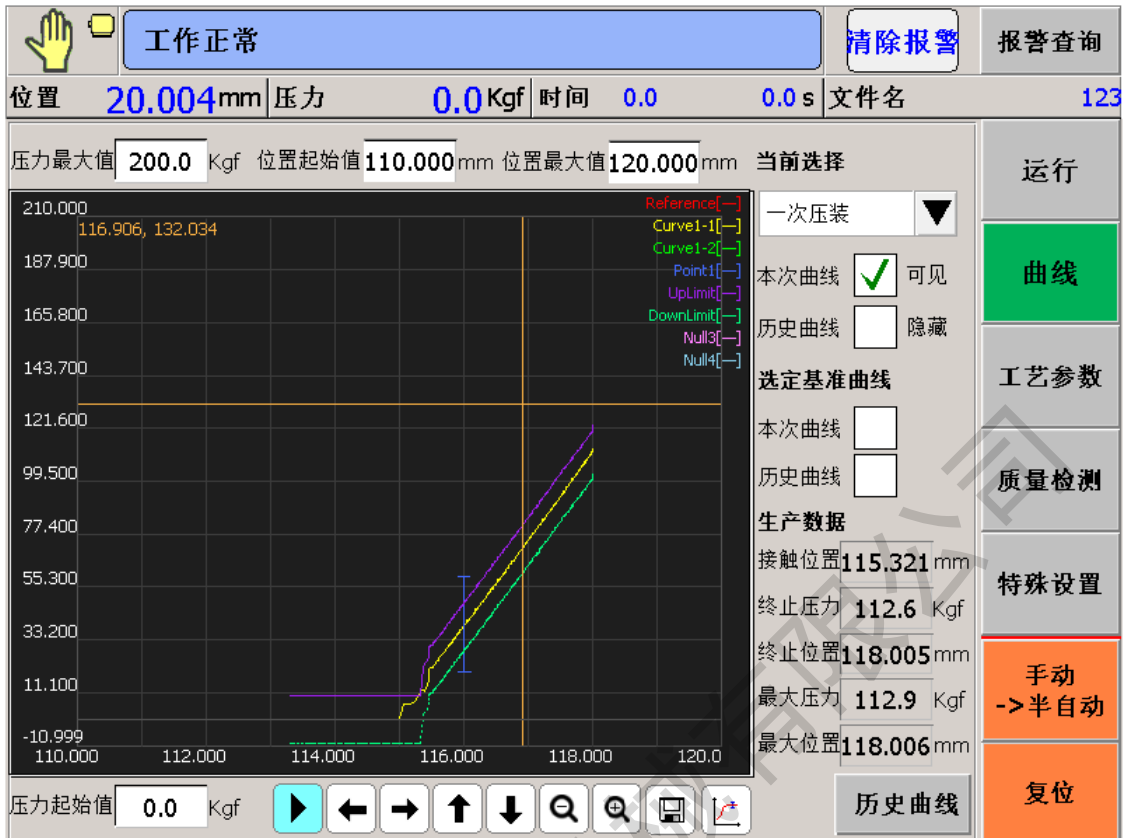 工作正常
清除报警
报警查询
位置 20.004 mm 压力 0.0 Kgf 时间 0.0 0.0 s 文件名 123
压力最大值 200.0 Kgf 位置起始值 110.000 mm 位置最大值 120.000 mm
210.000
187.900
165.800
143.700
121.600
99.500
77.400
55.300
33.200
11.100
-10.999
116.906, 132.034
Reference[—]
Curve1-1[—]
Curve1-2[—]
Point1[—]
UpLimit[—]
DownLimit[—]
Null3[—]
Null4[—]
110.000 112.000 114.000 116.000 118.000 120.0
压力起始值 0.0 Kgf
当前选择
一次压装
本次曲线 可见
历史曲线 隐藏
选定基准曲线
本次曲线
历史曲线
生产数据
接触位置 115.321 mm
终止压力 112.6 Kgf
终止位置 118.005 mm
最大压力 112.9 Kgf
最大位置 118.006 mm
历史曲线
运行
曲线
工艺参数
质量检测
特殊设置
手动
->半自动
复位
械有限公司